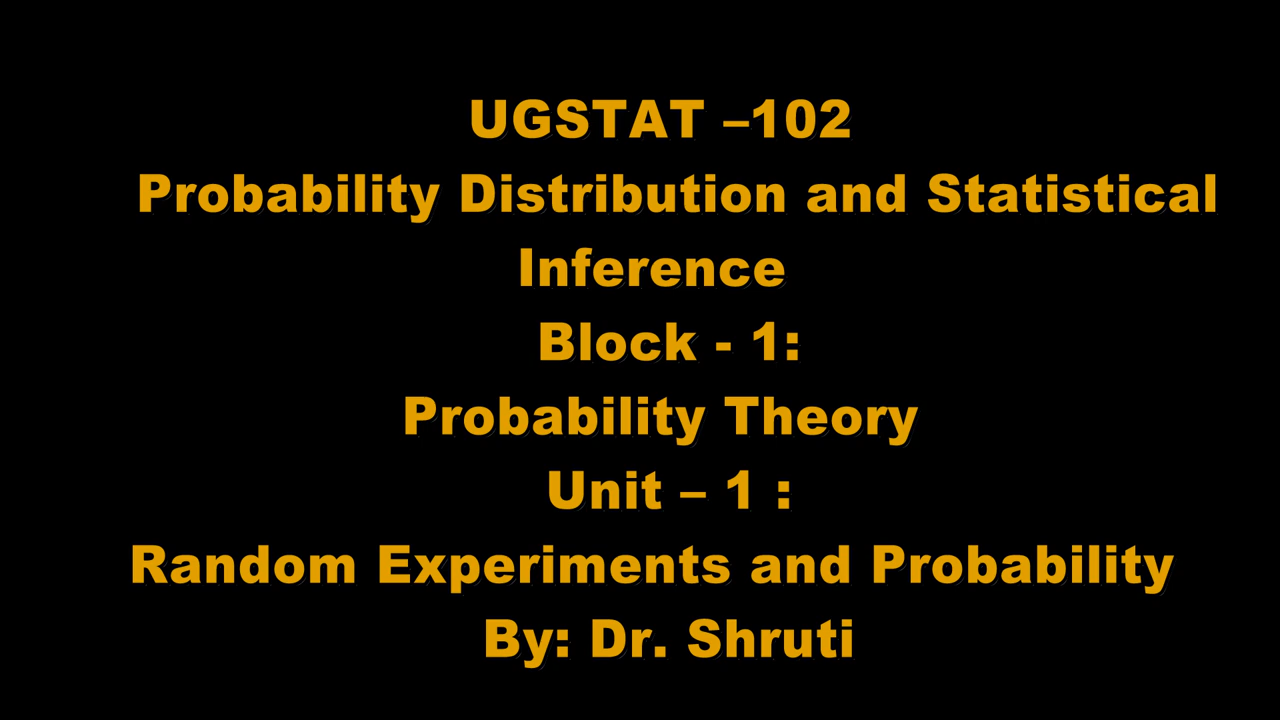 UGSTAT –102
Probability Distribution and Statistical
Inference
Block - 1:
Probability Theory
Unit – 1 :
Random Experiments and Probability
By: Dr. Shruti